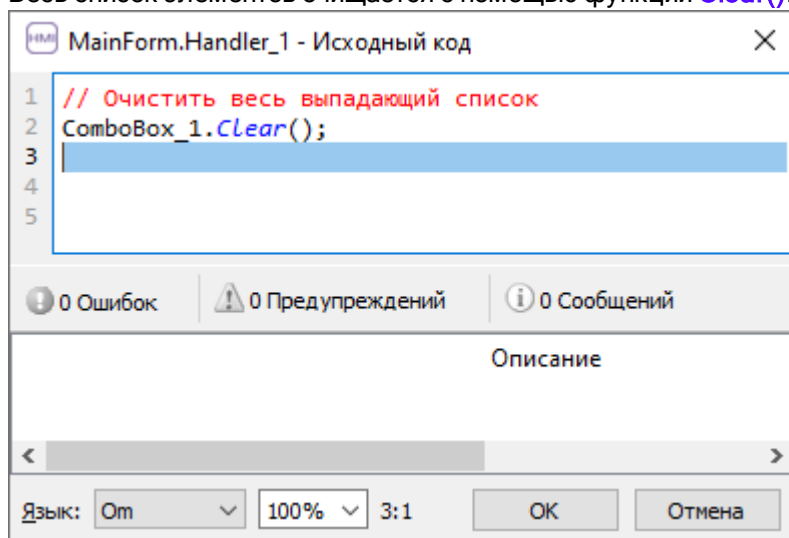 Весь список элементов очищается с помощью функции Clear().
HMI MainForm.Handler_1 - Исходный код
1 // Очистить весь выпадающий список
2 ComboBox_1.Clear();
3
4
5
0 Ошибок 0 Предупреждений 0 Сообщений
Описание
Язык: Om 100% 3:1 OK Отмена